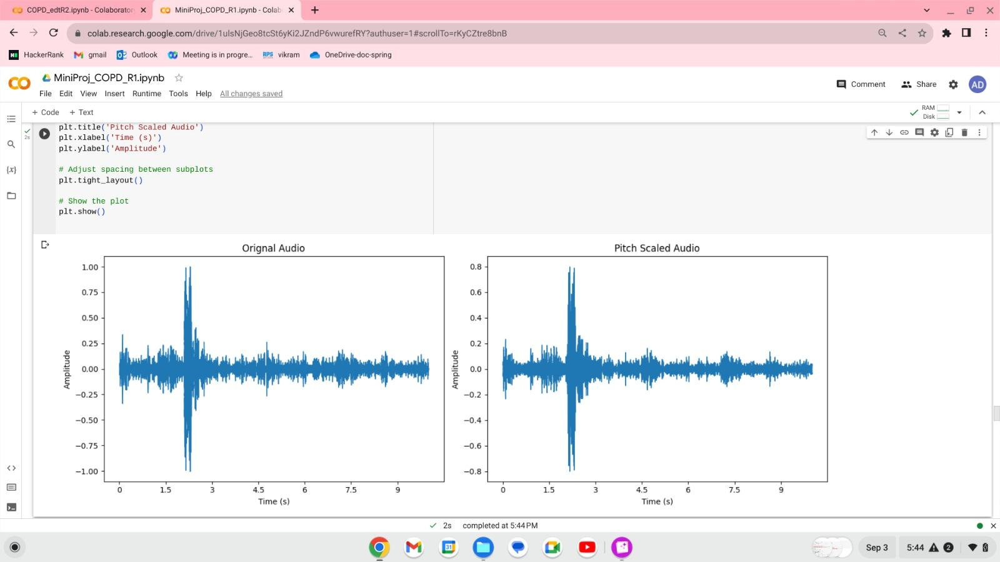 COPD_edtR2.ipynb - Colaborator
MiniProj_COPD_R1.ipynb - Colab
colab.research.google.com/drive/1ulsNjGeo8tcSt6yKi2JZndP6vwurefRY?authuser=1#scrollTo=rKyCZtre8bnB
HackerRank gmail Outlook Meeting is in progre... RPS vikram OneDrive-doc-spring
MiniProj_COPD_R1.ipynb
Comment Share AD
File Edit View Insert Runtime Tools Help All changes saved
+ Code + Text
RAM
Disk
2s
plt.title('Pitch Scaled Audio')
plt.xlabel('Time (s)')
plt.ylabel('Amplitude')
# Adjust spacing between subplots
plt.tight_layout()
# Show the plot
plt.show()
{x}
Orignal Audio
1.00
0.75
0.50
0.25
0.00
−0.25
−0.50
−0.75
−1.00
Amplitude
0 1.5 3 4.5 6 7.5 9
Time (s)
Pitch Scaled Audio
0.8
0.6
0.4
0.2
0.0
−0.2
−0.4
−0.6
−0.8
Amplitude
0 1.5 3 4.5 6 7.5 9
Time (s)
2s completed at 5:44 PM
31
Sep 3 5:44 2